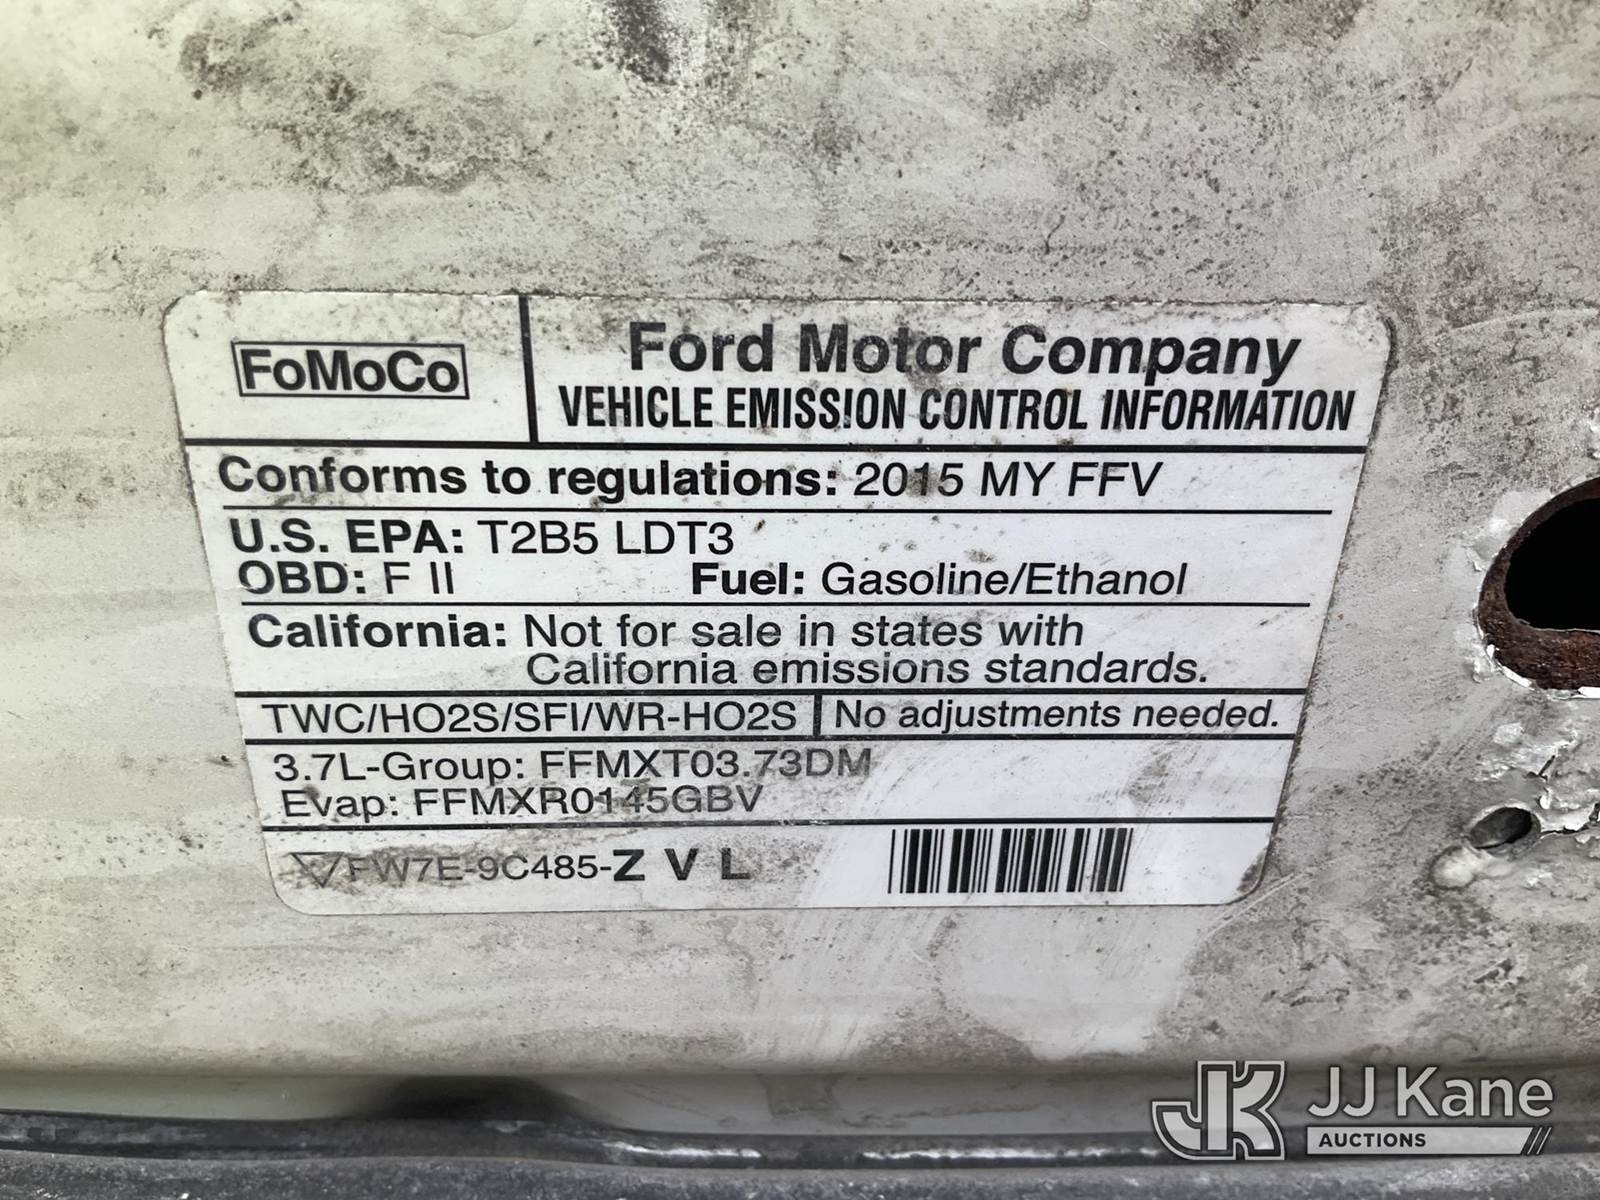 FoMoCo
Ford Motor Company
VEHICLE EMISSION CONTROL INFORMATION
Conforms to regulations: 2015 MY FFV
U.S. EPA: T2B5 LDT3
OBD: F II Fuel: Gasoline/Ethanol
California: Not for sale in states with
California emissions standards.
TWC/HO2S/SFI/WR-HO2S No adjustments needed.
3.7L-Group: FFMXT03.73DM
Evap: FFMXR0145GBV
FW7E-9C485-Z V L
JK JJ Kane
AUCTIONS